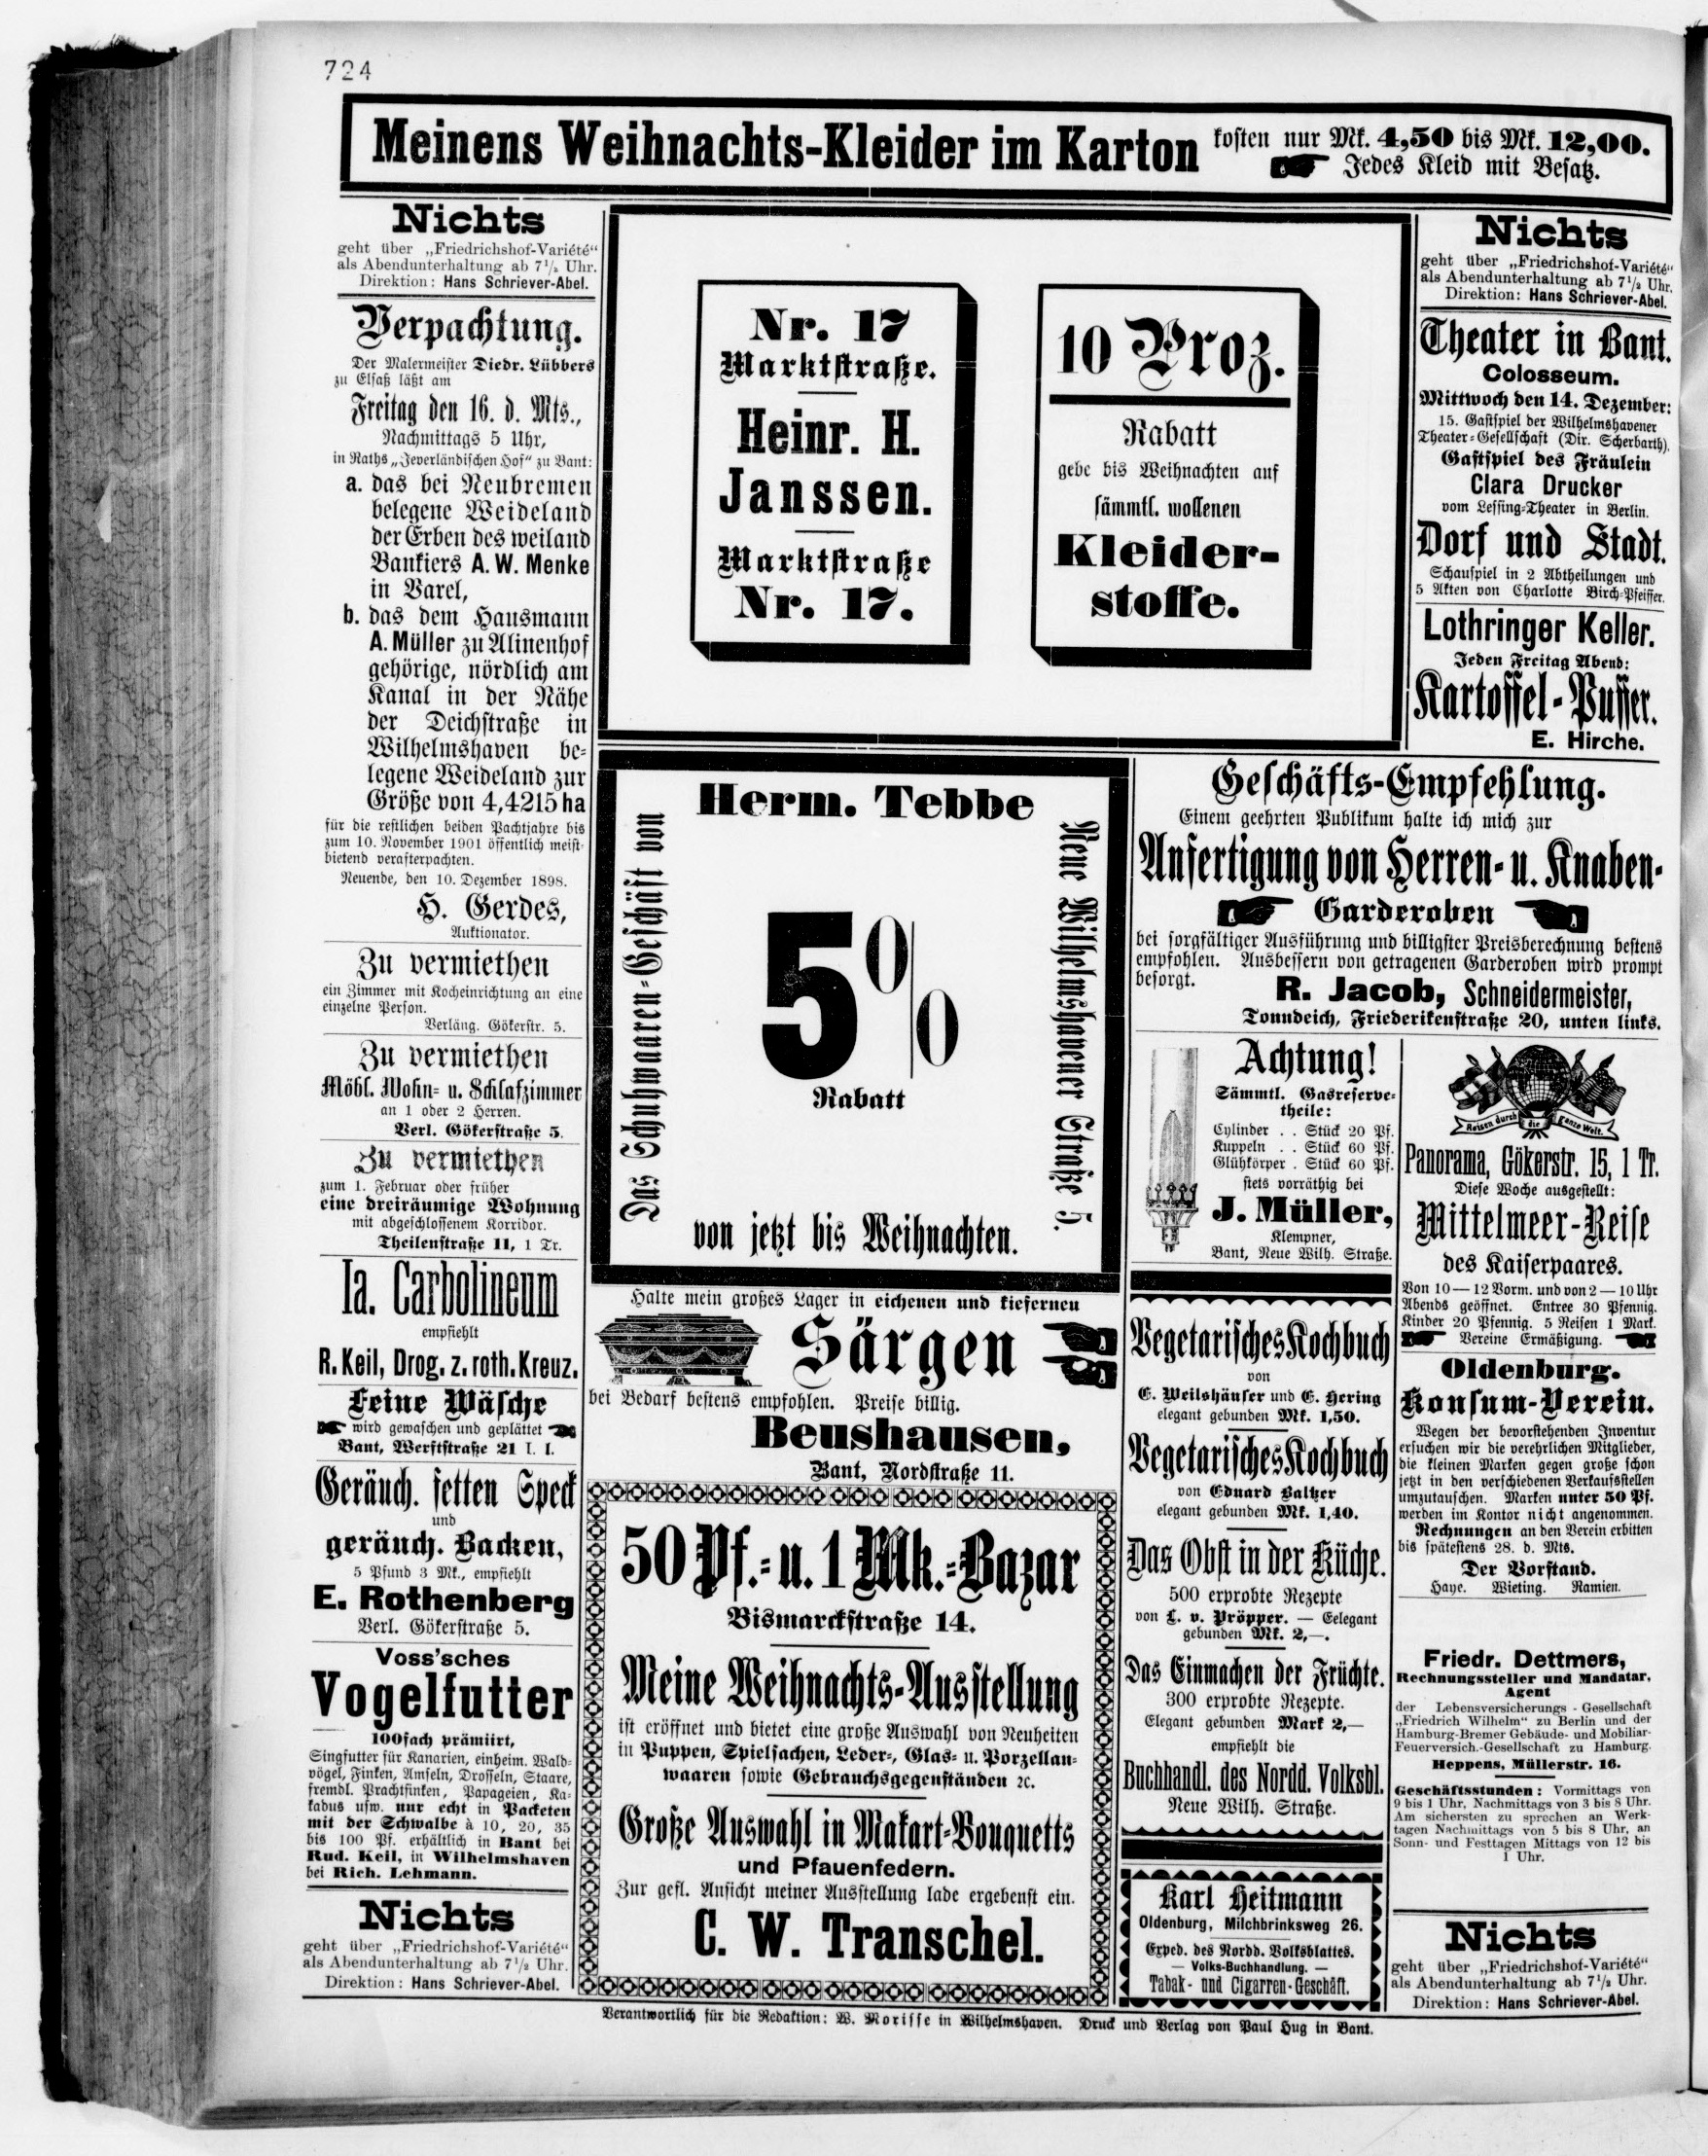 724
Meinens Weihnachts-Kleider im Karton kosten nur Mk. 4,50 bis Mk. 12,00.
Jedes Kleid mit Besatz.
Nichts
geht über „Friedrichshof-Variété“
als Abendunterhaltung ab 7½ Uhr.
Direktion: Hans Schriever-Abel.
Verpachtung.
Der Malermeister Diedr. Lübbers
zu Elsaß läßt am
Freitag den 16. d. Mts.,
Nachmittags 5 Uhr,
in Raths „Jeverländischen Hof“ zu Bant:
a. das bei Neubremen
belegene Weideland
der Erben des weiland
Bankiers A. W. Menke
in Varel,
b. das dem Hausmann
A. Müller zu Alinenhof
gehörige, nördlich am
Kanal in der Nähe
der Deichstraße in
Wilhelmshaven be-
legene Weideland zur
Größe von 4,4215 ha
für die restlichen beiden Pachtjahre bis
zum 10. November 1901 öffentlich meist-
bietend verafterpachten.
Neuende, den 10. Dezember 1898.
H. Gerdes,
Auktionator.
Zu vermiethen
ein Zimmer mit Kocheinrichtung an eine
einzelne Person.
Verläng. Gökerstr. 5.
Zu vermiethen
Möbl. Wohn- u. Schlafzimmer
an 1 oder 2 Herren.
Verl. Gökerstraße 5.
Zu vermiethen
zum 1. Februar oder früher
eine dreiräumige Wohnung
mit abgeschlossenem Korridor.
Theilenstraße 11, 1 Tr.
Ia. Carbolineum
empfiehlt
R. Keil, Drog. z. roth. Kreuz.
Feine Wäsche
wird gewaschen und geplättet
Bant, Werftstraße 21 I. l.
Geräuch. fetten Speck
und
geräuch. Backen,
5 Pfund 3 Mk., empfiehlt
E. Rothenberg
Verl. Gökerstraße 5.
Voss'sches
Vogelfutter
100fach prämiirt,
Singfutter für Kanarien, einheim. Wald-
vögel, Finken, Amseln, Drosseln, Staare,
frembl. Prachtfinken, Papageien, Ka-
kadus usw. nur echt in Packeten
mit der Schwalbe à 10, 20, 35
bis 100 Pf. erhältlich in Bant bei
Rud. Keil, in Wilhelmshaven
bei Rich. Lehmann.
Nichts
geht über „Friedrichshof-Variété“
als Abendunterhaltung ab 7½ Uhr.
Direktion: Hans Schriever-Abel.
Nr. 17
Marktstraße.
Heinr. H.
Janssen.
Marktstraße
Nr. 17.
10 Proz.
Rabatt
gebe bis Weihnachten auf
sämmtl. wollenen
Kleider-
stoffe.
Das Schuhwaaren-Geschäft von
Herm. Tebbe
Neue Wilhelmshavener Straße 5.
5%
Rabatt
von jetzt bis Weihnachten.
Halte mein großes Lager in eichenen und kiefernen
Särgen
bei Bedarf bestens empfohlen. Preise billig.
Beushausen,
Bant, Nordstraße 11.
50 Pf.- u. 1 Mk.-Bazar
Bismarckstraße 14.
Meine Weihnachts-Ausstellung
ist eröffnet und bietet eine große Auswahl von Neuheiten
in Puppen, Spielsachen, Leder-, Glas- u. Porzellan-
waaren sowie Gebrauchsgegenständen ꝛc.
Große Auswahl in Makart-Bouquetts
und Pfauenfedern.
Zur gefl. Ansicht meiner Ausstellung lade ergebenst ein.
C. W. Transchel.
Nichts
geht über „Friedrichshof-Variété“
als Abendunterhaltung ab 7½ Uhr.
Direktion: Hans Schriever-Abel.
Theater in Bant.
Colosseum.
Mittwoch den 14. Dezember:
15. Gastspiel der Wilhelmshavener
Theater-Gesellschaft (Dir. Scherbarth).
Gastspiel des Fräulein
Clara Drucker
vom Lessing-Theater in Berlin.
Dorf und Stadt.
Schauspiel in 2 Abtheilungen und
5 Akten von Charlotte Birch-Pfeiffer.
Lothringer Keller.
Jeden Freitag Abend:
Kartoffel-Puffer.
E. Hirche.
Geschäfts-Empfehlung.
Einem geehrten Publikum halte ich mich zur
Anfertigung von Herren- u. Knaben-
Garderoben
bei sorgfältiger Ausführung und billigster Preisberechnung bestens
empfohlen. Ausbessern von getragenen Garderoben wird prompt
besorgt.
R. Jacob, Schneidermeister,
Tonndeich, Friederikenstraße 20, unten links.
Achtung!
Sämmtl. Gasreserve-
theile:
Cylinder . . Stück 20 Pf.
Kuppeln . . Stück 60 Pf.
Glühkörper . Stück 60 Pf.
stets vorräthig bei
J. Müller,
Klempner,
Bant, Neue Wilh. Straße.
Vegetarisches Kochbuch
von
E. Weilshäuser und E. Hering
elegant gebunden Mk. 1,50.
Vegetarisches Kochbuch
von Eduard Baltzer
elegant gebunden Mk. 1,40.
Das Obst in der Küche.
500 erprobte Rezepte
von L. v. Pröpper. — Eelegant
gebunden Mk. 2,—.
Das Einmachen der Früchte.
300 erprobte Rezepte.
Elegant gebunden Mark 2,—
empfiehlt die
Buchhandl. des Nordd. Volksbl.
Neue Wilh. Straße.
Karl Heitmann
Oldenburg, Milchbrinksweg 26.
Exped. des Nordd. Volksblattes.
— Volks-Buchhandlung. —
Tabak- und Cigarren-Geschäft.
Reisen durch die ganze Welt.
Panorama, Gökerstr. 15, 1 Tr.
Diese Woche ausgestellt:
Mittelmeer-Reise
des Kaiserpaares.
Von 10—12 Vorm. und von 2—10 Uhr
Abends geöffnet. Entree 30 Pfennig.
Kinder 20 Pfennig. 5 Reisen 1 Mark.
Vereine Ermäßigung.
Oldenburg.
Konsum-Verein.
Wegen der bevorstehenden Inventur
ersuchen wir die verehrlichen Mitglieder,
die kleinen Marken gegen große schon
jetzt in den verschiedenen Verkaufsstellen
umzutauschen. Marken unter 50 Pf.
werden im Kontor nicht angenommen.
Rechnungen an den Verein erbitten
bis spätestens 28. d. Mts.
Der Vorstand.
Haye. Wieting. Ramien.
Friedr. Dettmers,
Rechnungssteller und Mandatar,
Agent
der Lebensversicherungs-Gesellschaft
„Friedrich Wilhelm“ zu Berlin und der
Hamburg-Bremer Gebäude- und Mobiliar-
Feuerversich.-Gesellschaft zu Hamburg.
Heppens, Müllerstr. 16.
Geschäftsstunden: Vormittags von
9 bis 1 Uhr, Nachmittags von 3 bis 8 Uhr.
Am sichersten zu sprechen an Werk-
tagen Nachmittags von 5 bis 8 Uhr, an
Sonn- und Festtagen Mittags von 12 bis
1 Uhr.
Nichts
geht über „Friedrichshof-Variété“
als Abendunterhaltung ab 7½ Uhr.
Direktion: Hans Schriever-Abel.
Verantwortlich für die Redaktion: W. Morisse in Wilhelmshaven. Druck und Verlag von Paul Hug in Bant.